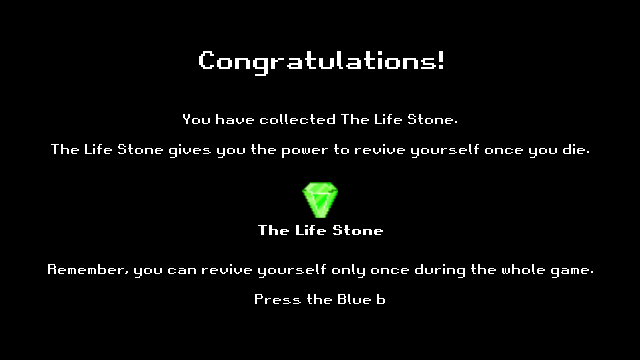 Congratulations!
You have collected The Life Stone.
The Life Stone gives you the power to revive yourself once you die.
The Life Stone
Remember, you can revive yourself only once during the whole game.
Press the Blue b